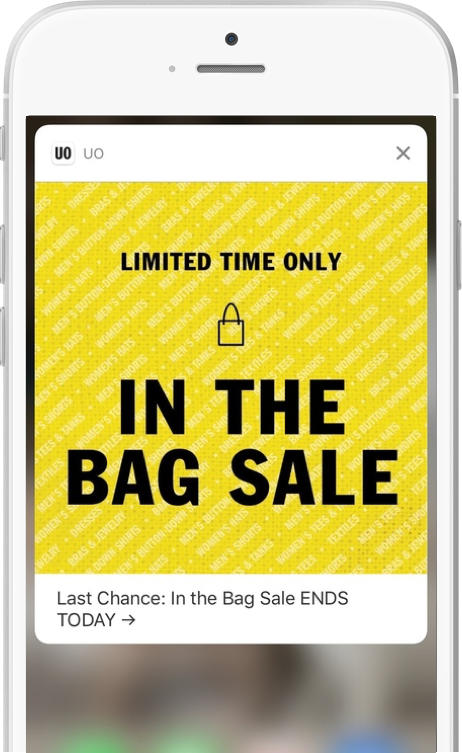 UO UO
LIMITED TIME ONLY
IN THE
BAG SALE
Last Chance: In the Bag Sale ENDS
TODAY →